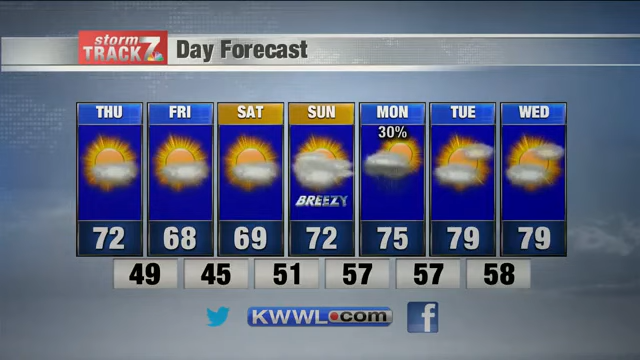 storm
TRACK 7 Day Forecast
THU FRI SAT SUN MON TUE WED
30%
BREEZY
72 68 69 72 75 79 79
49 45 51 57 57 58
KWWL.com
f